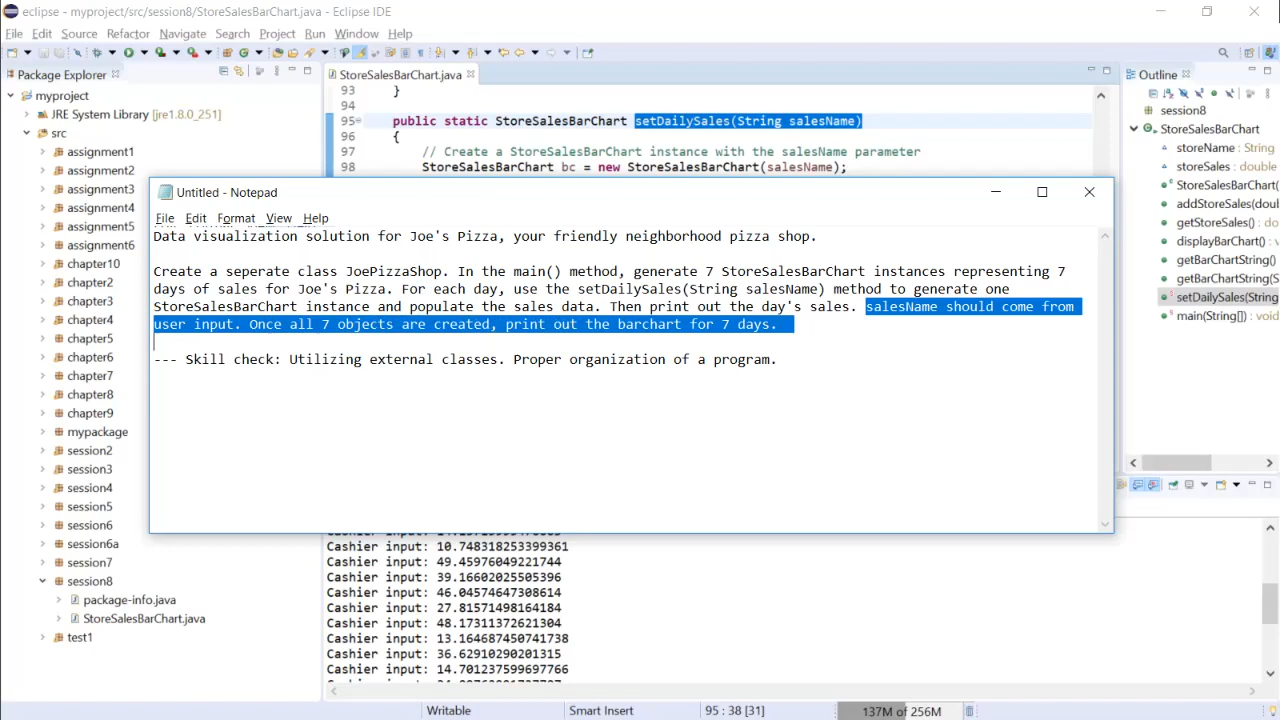 eclipse - myproject/src/session8/StoreSalesBarChart.java - Eclipse IDE
File Edit Source Refactor Navigate Search Project Run Window Help
Package Explorer
myproject
JRE System Library [jre1.8.0_251]
src
assignment1
assignment2
assignment3
assignment4
assignment5
assignment6
chapter10
chapter2
chapter3
chapter4
chapter5
chapter6
chapter7
chapter8
chapter9
mypackage
session2
session3
session4
session5
session6
session6a
session7
session8
package-info.java
StoreSalesBarChart.java
test1
StoreSalesBarChart.java
93 }
94
95 public static StoreSalesBarChart setDailySales(String salesName)
96 {
97 // Create a StoreSalesBarChart instance with the salesName parameter
98 StoreSalesBarChart bc = new StoreSalesBarChart(salesName);
Untitled - Notepad
File Edit Format View Help
Data visualization solution for Joe's Pizza, your friendly neighborhood pizza shop.
Create a seperate class JoePizzaShop. In the main() method, generate 7 StoreSalesBarChart instances representing 7
days of sales for Joe's Pizza. For each day, use the setDailySales(String salesName) method to generate one
StoreSalesBarChart instance and populate the sales data. Then print out the day's sales. salesName should come from
user input. Once all 7 objects are created, print out the barchart for 7 days.
--- Skill check: Utilizing external classes. Proper organization of a program.
Cashier input: 10.748318253399361
Cashier input: 49.45976049221744
Cashier input: 39.16602025505396
Cashier input: 46.04574647308614
Cashier input: 27.81571498164184
Cashier input: 48.17311372621304
Cashier input: 13.164687450741738
Cashier input: 36.62910290201315
Cashier input: 14.701237599697766
Outline
session8
StoreSalesBarChart
storeName : String
storeSales : double
StoreSalesBarChart(
addStoreSales(doul
getStoreSales() : do
displayBarChart() :
getBarChartString()
getBarChartString(S
setDailySales(String
main(String[]) : void
Writable
Smart Insert
95 : 38 [31]
137M of 256M